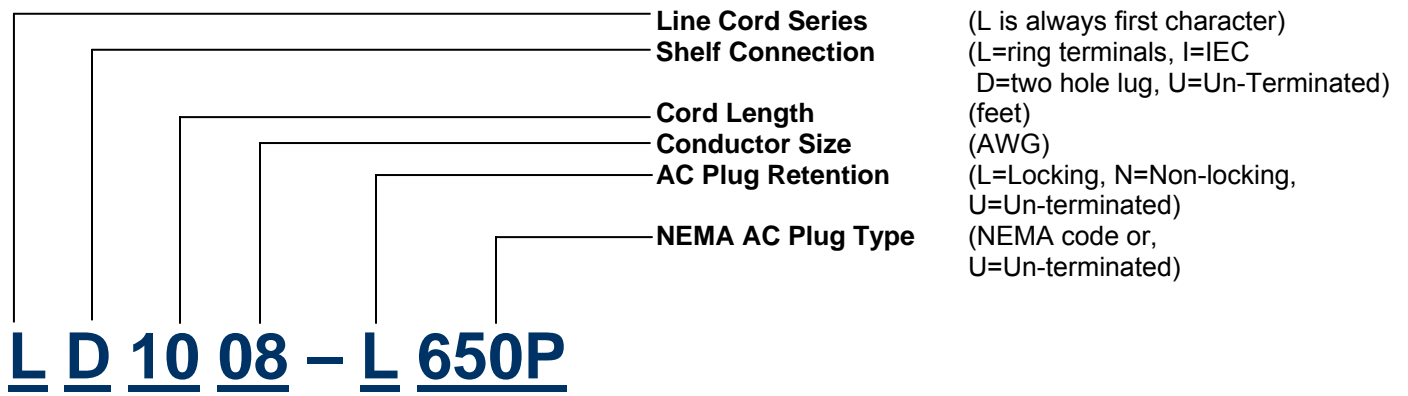 Line Cord Series (L is always first character)
Shelf Connection (L=ring terminals, I=IEC
D=two hole lug, U=Un-Terminated)
Cord Length (feet)
Conductor Size (AWG)
AC Plug Retention (L=Locking, N=Non-locking,
U=Un-terminated)
NEMA AC Plug Type (NEMA code or,
U=Un-terminated)
L D 10 08 – L 650P